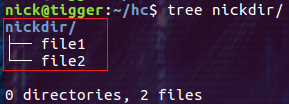 nick@tigger:~/hc$ tree nickdir/
nickdir/
├── file1
└── file2
0 directories, 2 files